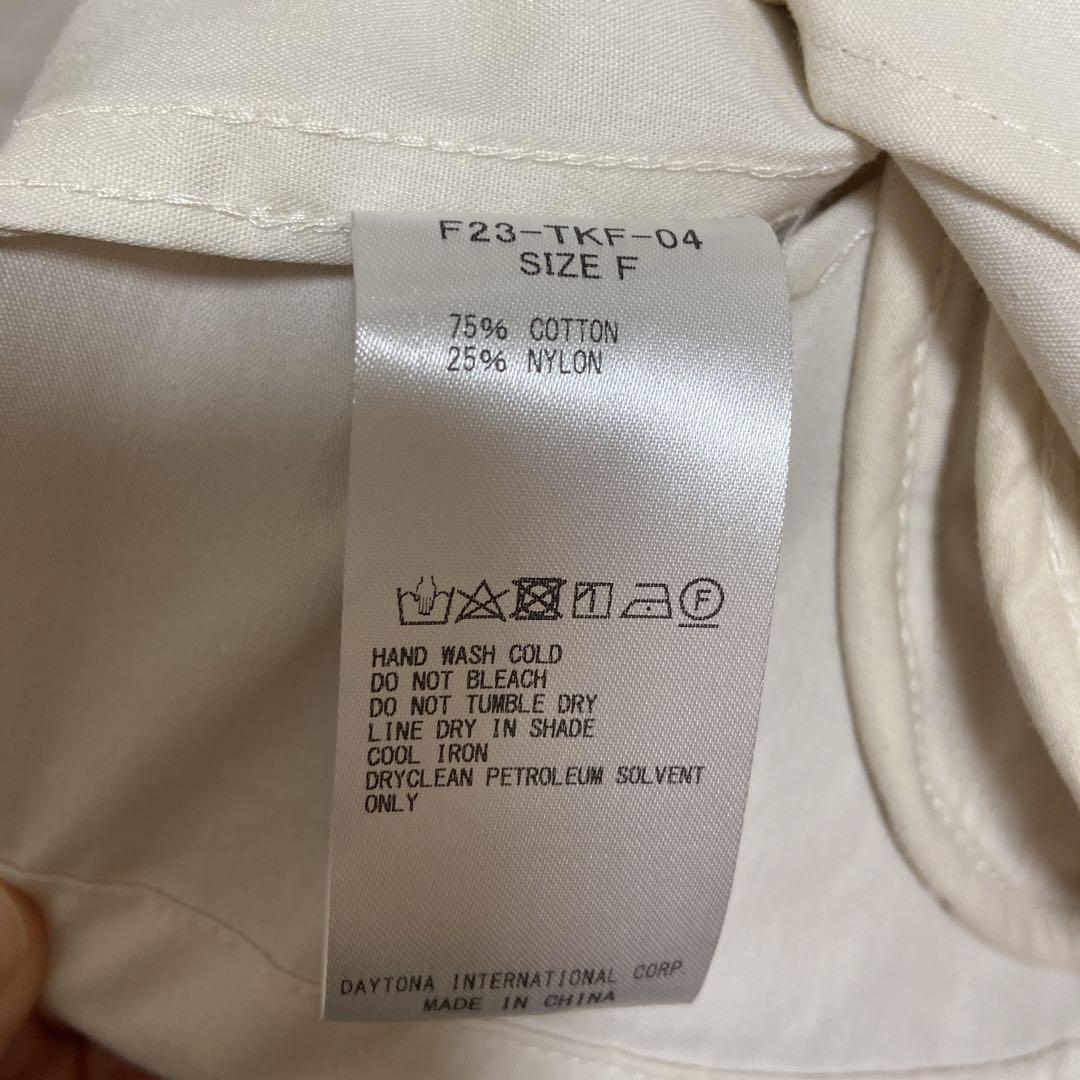 F23-TKF-04
SIZE F
75% COTTON
25% NYLON
F
HAND WASH COLD
DO NOT BLEACH
DO NOT TUMBLE DRY
LINE DRY IN SHADE
COOL IRON
DRYCLEAN PETROLEUM SOLVENT
ONLY
DAYTONA INTERNATIONAL CORP
MADE IN CHINA